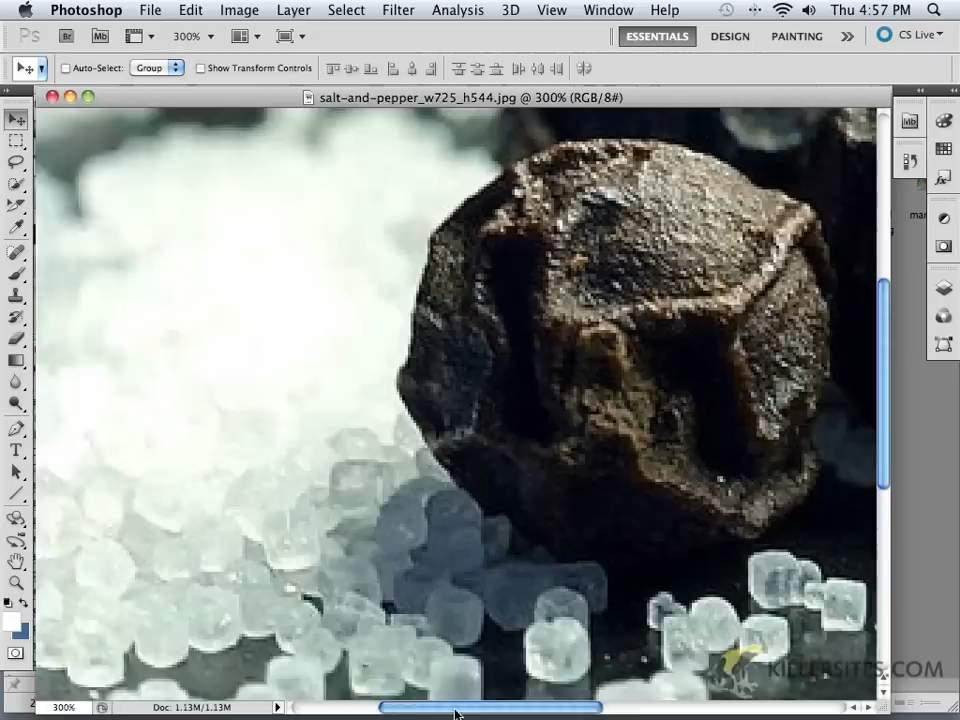 Photoshop File Edit Image Layer Select Filter Analysis 3D View Window Help Thu 4:57 PM
Ps Br Mb 300% ESSENTIALS DESIGN PAINTING CS Live
Auto-Select: Group Show Transform Controls
salt-and-pepper_w725_h544.jpg @ 300% (RGB/8#)
Mb
mar
KILLERSITES.COM
300% Doc: 1.13M/1.13M